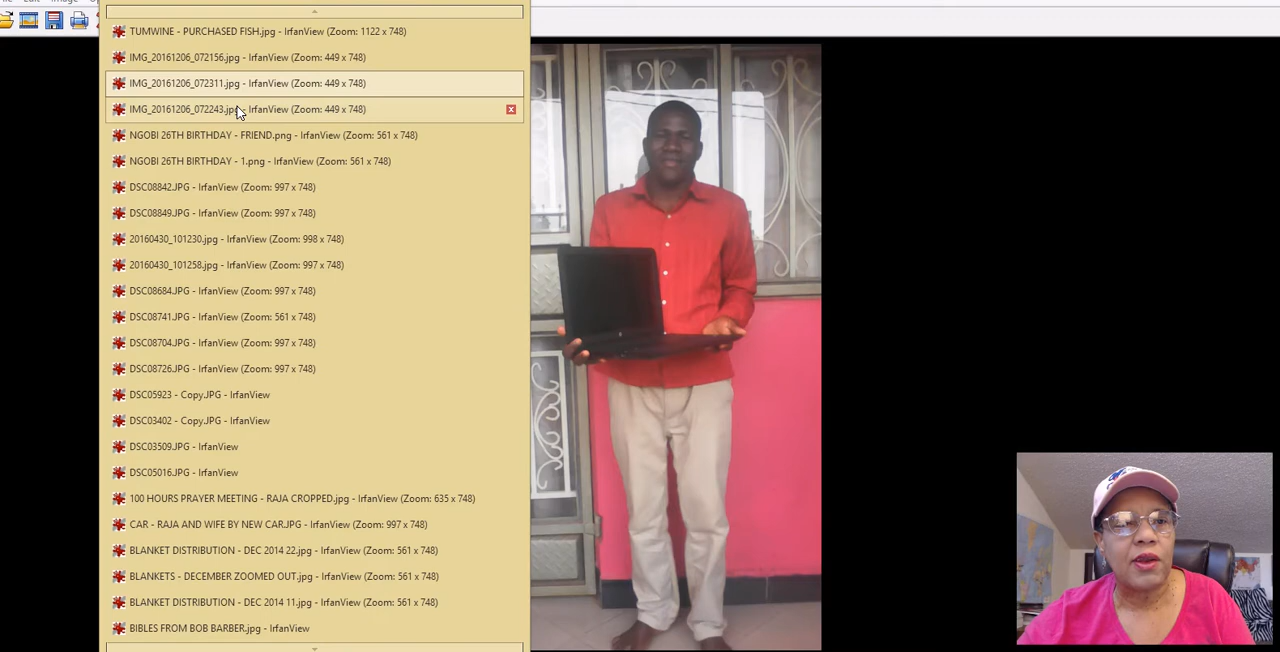 TUMWINE - PURCHASED FISH.jpg - IrfanView (Zoom: 1122 x 748)
IMG_20161206_072156.jpg - IrfanView (Zoom: 449 x 748)
IMG_20161206_072311.jpg - IrfanView (Zoom: 449 x 748)
IMG_20161206_072243.jpg - IrfanView (Zoom: 449 x 748)
NGOBI 26TH BIRTHDAY - FRIEND.png - IrfanView (Zoom: 561 x 748)
NGOBI 26TH BIRTHDAY - 1.png - IrfanView (Zoom: 561 x 748)
DSC08842.JPG - IrfanView (Zoom: 997 x 748)
DSC08849.JPG - IrfanView (Zoom: 997 x 748)
20160430_101230.jpg - IrfanView (Zoom: 998 x 748)
20160430_101258.jpg - IrfanView (Zoom: 997 x 748)
DSC08684.JPG - IrfanView (Zoom: 997 x 748)
DSC08741.JPG - IrfanView (Zoom: 561 x 748)
DSC08704.JPG - IrfanView (Zoom: 997 x 748)
DSC08726.JPG - IrfanView (Zoom: 997 x 748)
DSC05923 - Copy.JPG - IrfanView
DSC03402 - Copy.JPG - IrfanView
DSC03509.JPG - IrfanView
DSC05016.JPG - IrfanView
100 HOURS PRAYER MEETING - RAJA CROPPED.jpg - IrfanView (Zoom: 635 x 748)
CAR - RAJA AND WIFE BY NEW CAR.JPG - IrfanView (Zoom: 997 x 748)
BLANKET DISTRIBUTION - DEC 2014 22.jpg - IrfanView (Zoom: 561 x 748)
BLANKETS - DECEMBER ZOOMED OUT.jpg - IrfanView (Zoom: 561 x 748)
BLANKET DISTRIBUTION - DEC 2014 11.jpg - IrfanView (Zoom: 561 x 748)
BIBLES FROM BOB BARBER.jpg - IrfanView